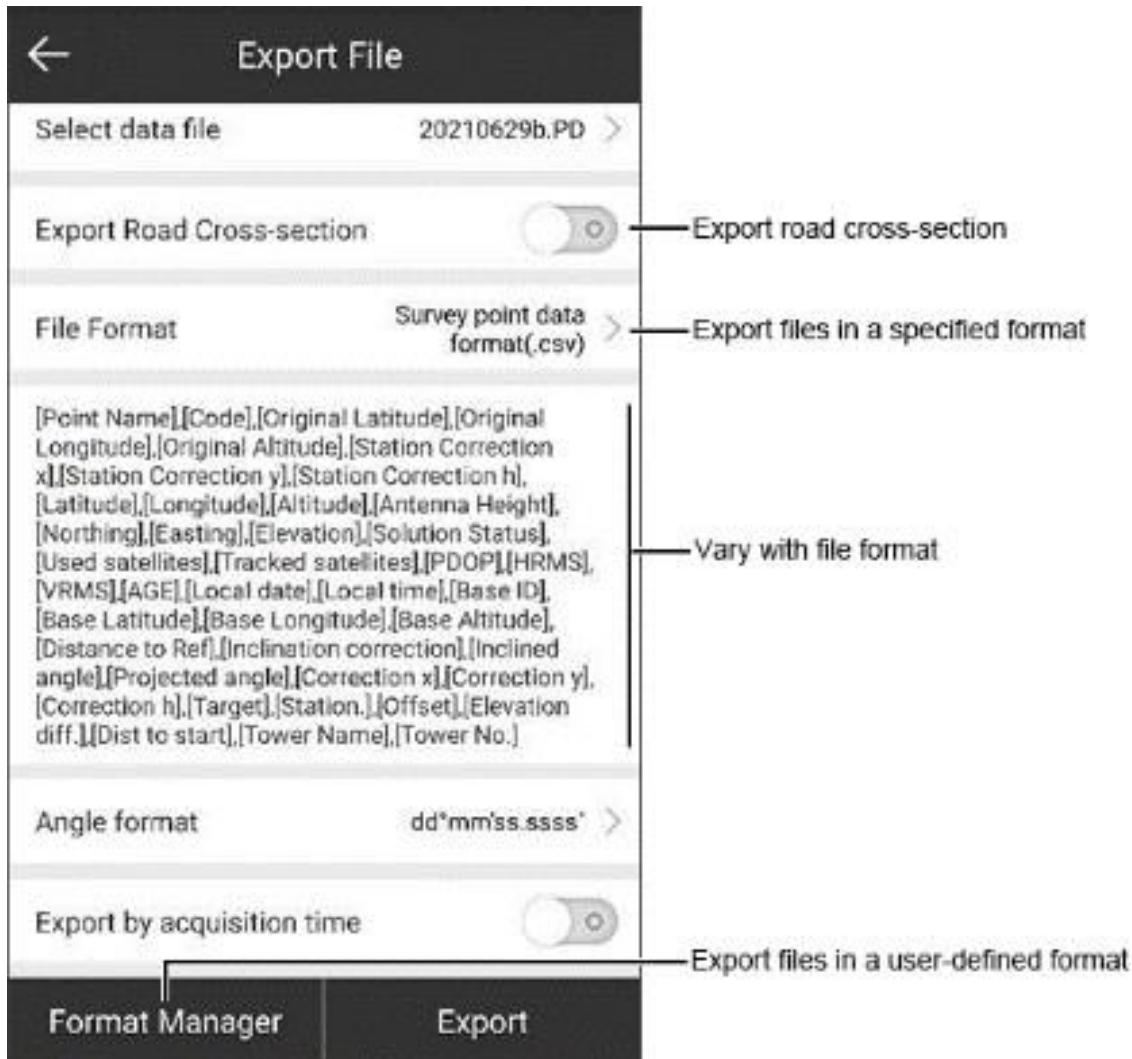 Export File
Select data file 20210629b.PD
Export Road Cross-section
Export road cross-section
File Format
Survey point data
format(.csv)
Export files in a specified format
[Point Name],[Code],[Original Latitude],[Original
Longitude],[Original Altitude],[Station Correction
x],[Station Correction y],[Station Correction h],
[Latitude],[Longitude],[Altitude],[Antenna Height],
[Northing],[Easting],[Elevation],[Solution Status],
[Used satellites],[Tracked satellites],[PDOP],[HRMS],
[VRMS],[AGE],[Local date],[Local time],[Base ID],
[Base Latitude],[Base Longitude],[Base Altitude],
[Distance to Ref],[Inclination correction],[Inclined
angle],[Projected angle],[Correction x],[Correction y],
[Correction h],[Target],[Station.],[Offset],[Elevation
diff.],[Dist to start],[Tower Name],[Tower No.]
Vary with file format
Angle format dd°mm'ss.ssss"
Export by acquisition time
Export files in a user-defined format
Format Manager Export